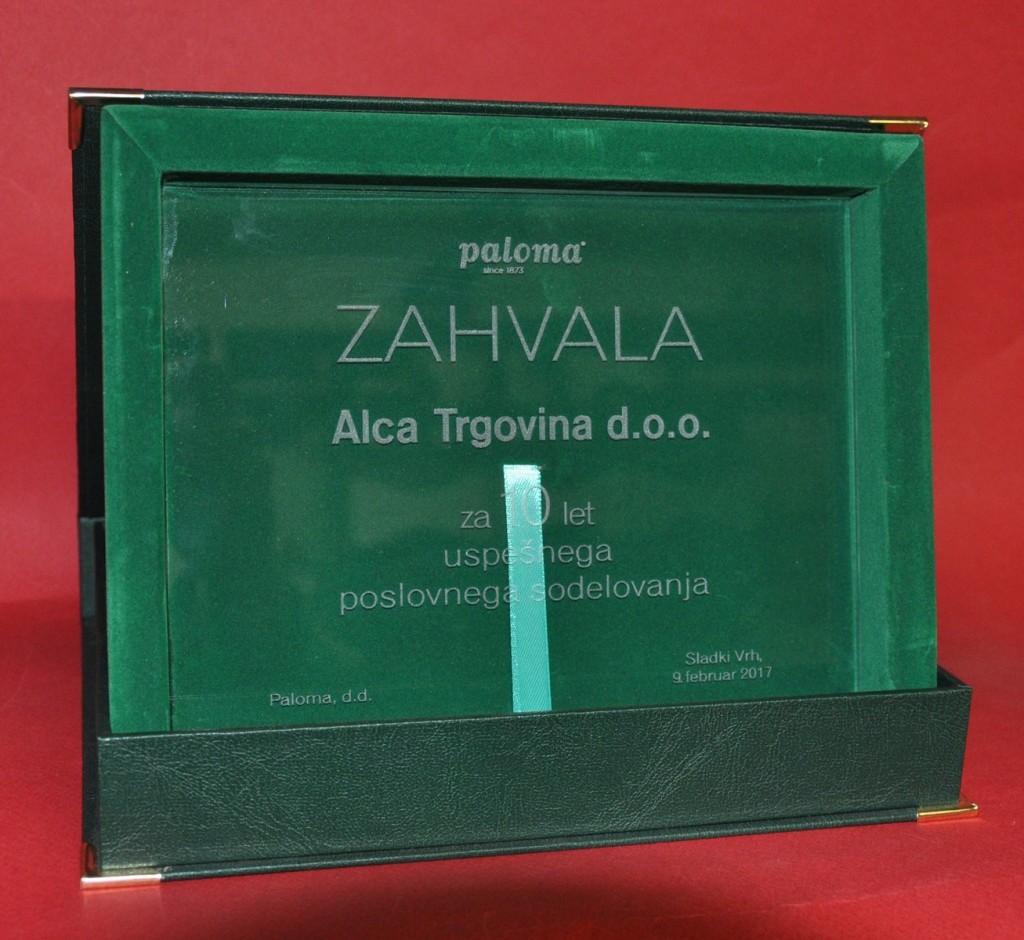 paloma
since 1873
ZAHVALA
Alca Trgovina d.o.o.
za 10 let
uspešnega
poslovnega sodelovanja
Sladki Vrh,
9.februar 2017
Paloma, d.d.